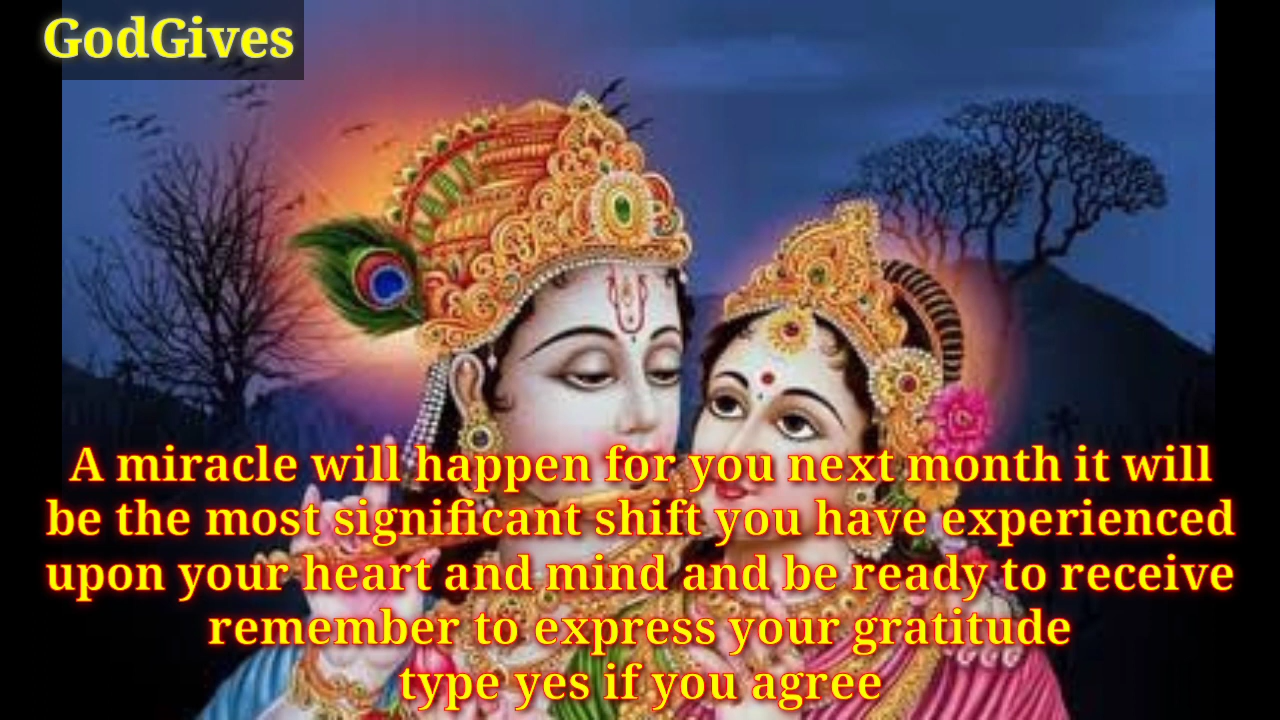 GodGives
A miracle will happen for you next month it will
be the most significant shift you have experienced
upon your heart and mind and be ready to receive
remember to express your gratitude
type yes if you agree